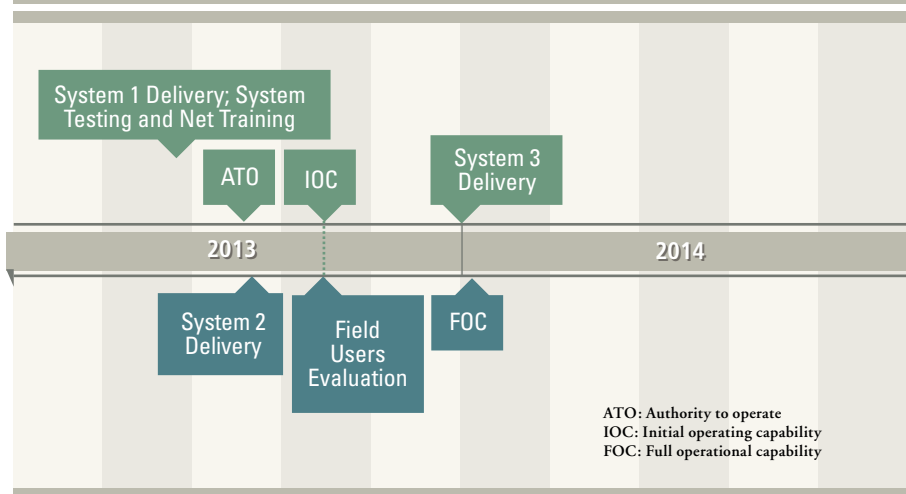 System 1 Delivery; System
Testing and Net Training
ATO
IOC
System 3
Delivery
2013
2014
System 2
Delivery
Field
Users
Evaluation
FOC
ATO: Authority to operate
IOC: Initial operating capability
FOC: Full operational capability